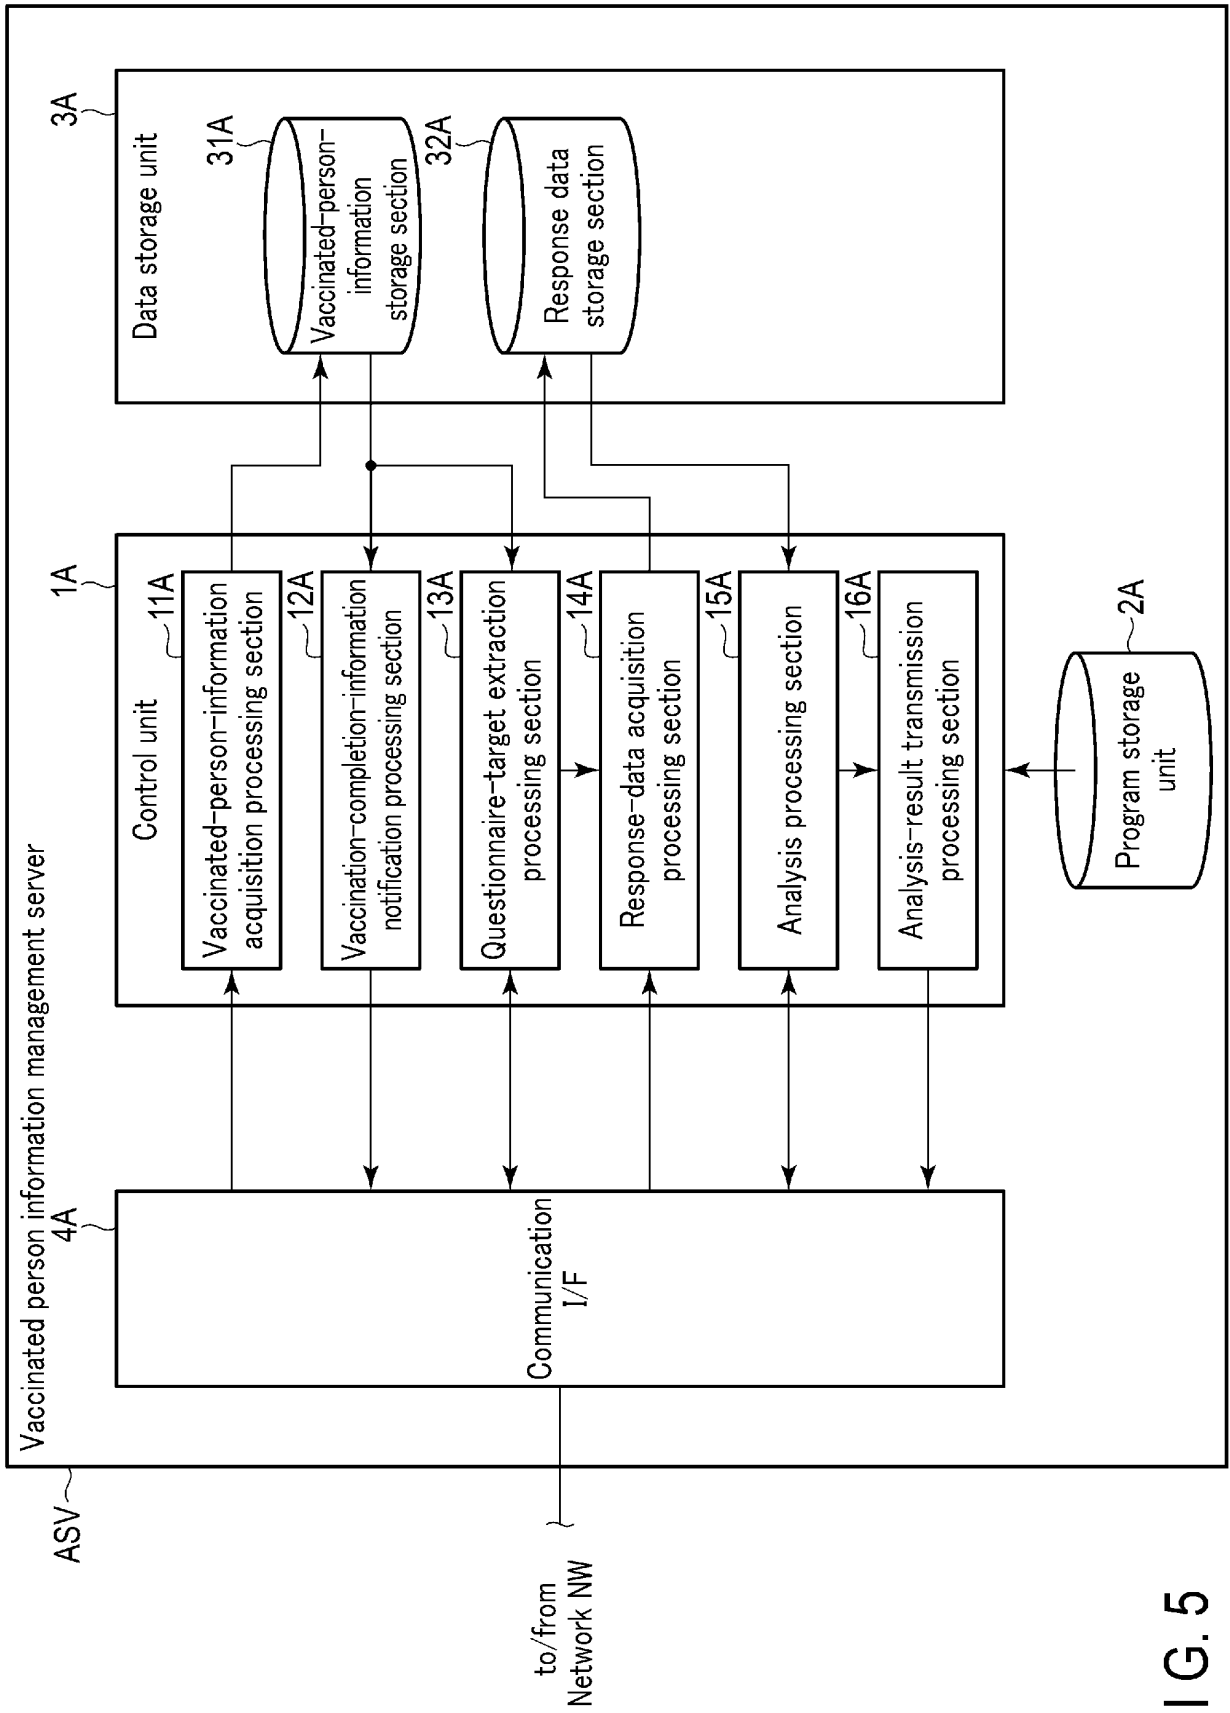 Vaccinated person information management server
ASV
4A
Communication
I/F
to/from
Network NW
1A
Control unit
11A
Vaccinated-person-information
acquisition processing section
12A
Vaccination-completion-information
notification processing section
13A
Questionnaire-target extraction
processing section
14A
Response-data acquisition
processing section
15A
Analysis processing section
16A
Analysis-result transmission
processing section
2A
Program storage
unit
3A
Data storage unit
31A
Vaccinated-person-
information
storage section
32A
Response data
storage section
I G. 5